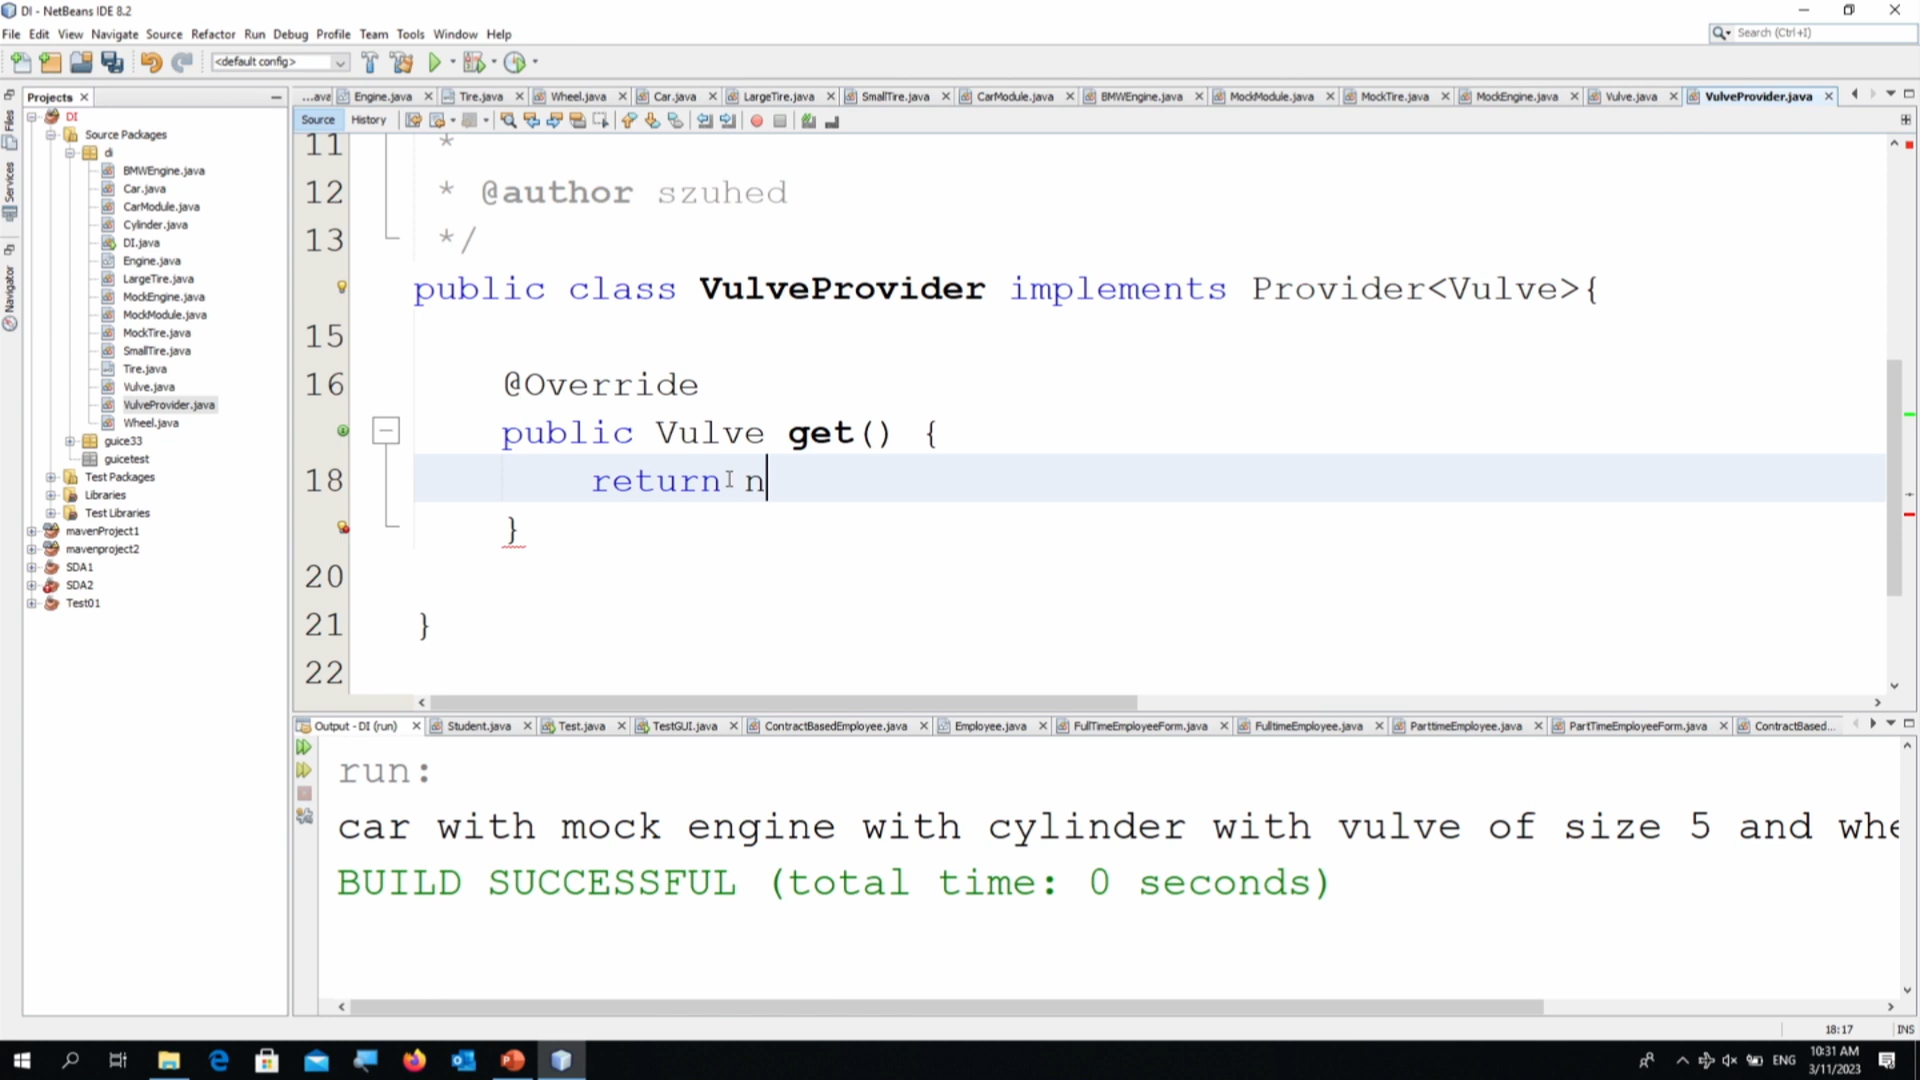 DI - NetBeans IDE 8.2
File Edit View Navigate Source Refactor Run Debug Profile Team Tools Window Help
Search (Ctrl+I)
<default config>
Projects
...ava Engine.java Tire.java Wheel.java Car.java LargeTire.java SmallTire.java CarModule.java BMWEngine.java MockModule.java MockTire.java MockEngine.java Vulve.java VulveProvider.java
Source History
Files
Services
Navigator
DI
Source Packages
di
BMWEngine.java
Car.java
CarModule.java
Cylinder.java
DI.java
Engine.java
LargeTire.java
MockEngine.java
MockModule.java
MockTire.java
SmallTire.java
Tire.java
Vulve.java
VulveProvider.java
Wheel.java
guice33
guicetest
Test Packages
Libraries
Test Libraries
mavenProject1
mavenproject2
SDA1
SDA2
Test01
11 *
12 * @author szuhed
13 */
public class VulveProvider implements Provider<Vulve>{
15
16 @Override
public Vulve get() {
18 return n
}
20
21 }
22
Output - DI (run) Student.java Test.java TestGUI.java ContractBasedEmployee.java Employee.java FullTimeEmployeeForm.java FulltimeEmployee.java ParttimeEmployee.java PartTimeEmployeeForm.java ContractBased...
run:
car with mock engine with cylinder with vulve of size 5 and whe
BUILD SUCCESSFUL (total time: 0 seconds)
18:17 INS
ENG
10:31 AM
3/11/2023